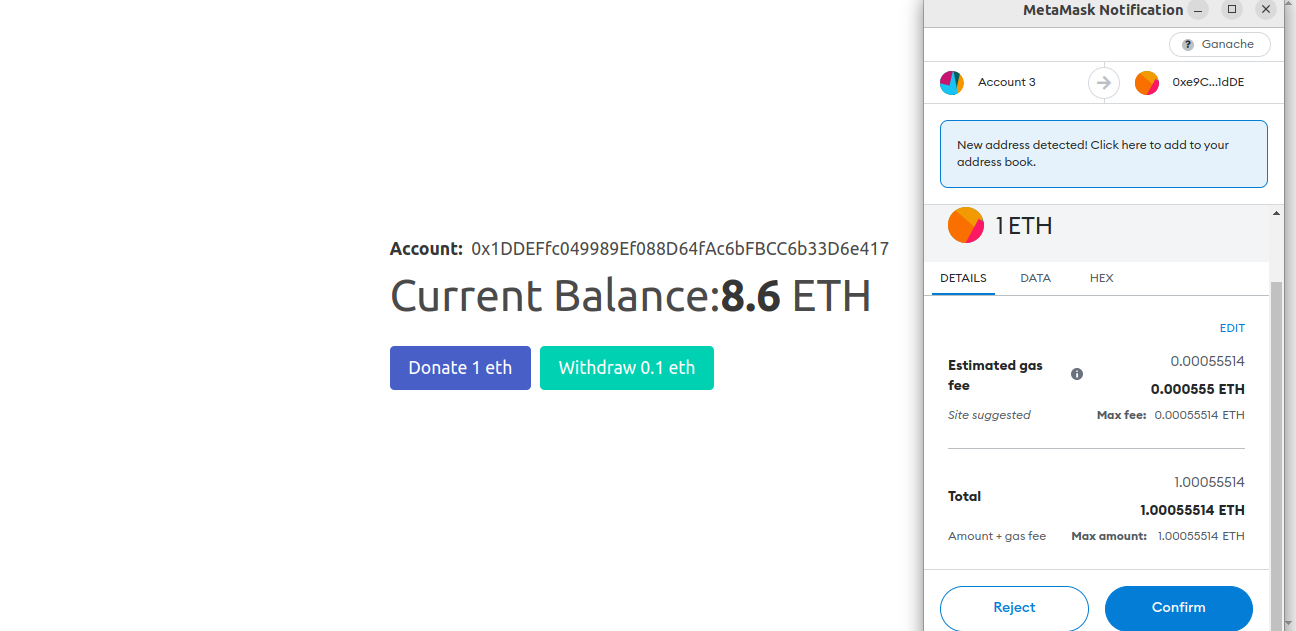 Account: 0x1DDEFfc049989Ef088D64fAc6bFBCC6b33D6e417
Current Balance:8.6 ETH
Donate 1 eth
Withdraw 0.1 eth
MetaMask Notification
Ganache
Account 3
0xe9C...1dDE
New address detected! Click here to add to your
address book.
1 ETH
DETAILS
DATA
HEX
EDIT
Estimated gas
fee
0.00055514
0.000555 ETH
Site suggested
Max fee: 0.00055514 ETH
1.00055514
Total
1.00055514 ETH
Amount + gas fee
Max amount: 1.00055514 ETH
Reject
Confirm